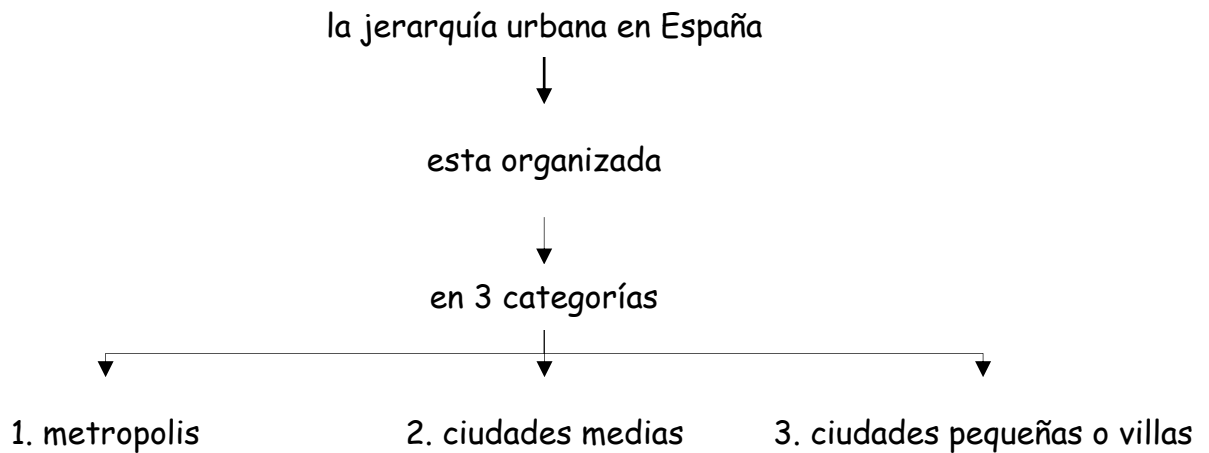 la jerarquía urbana en España
esta organizada
en 3 categorías
1. metropolis
2. ciudades medias
3. ciudades pequeñas o villas